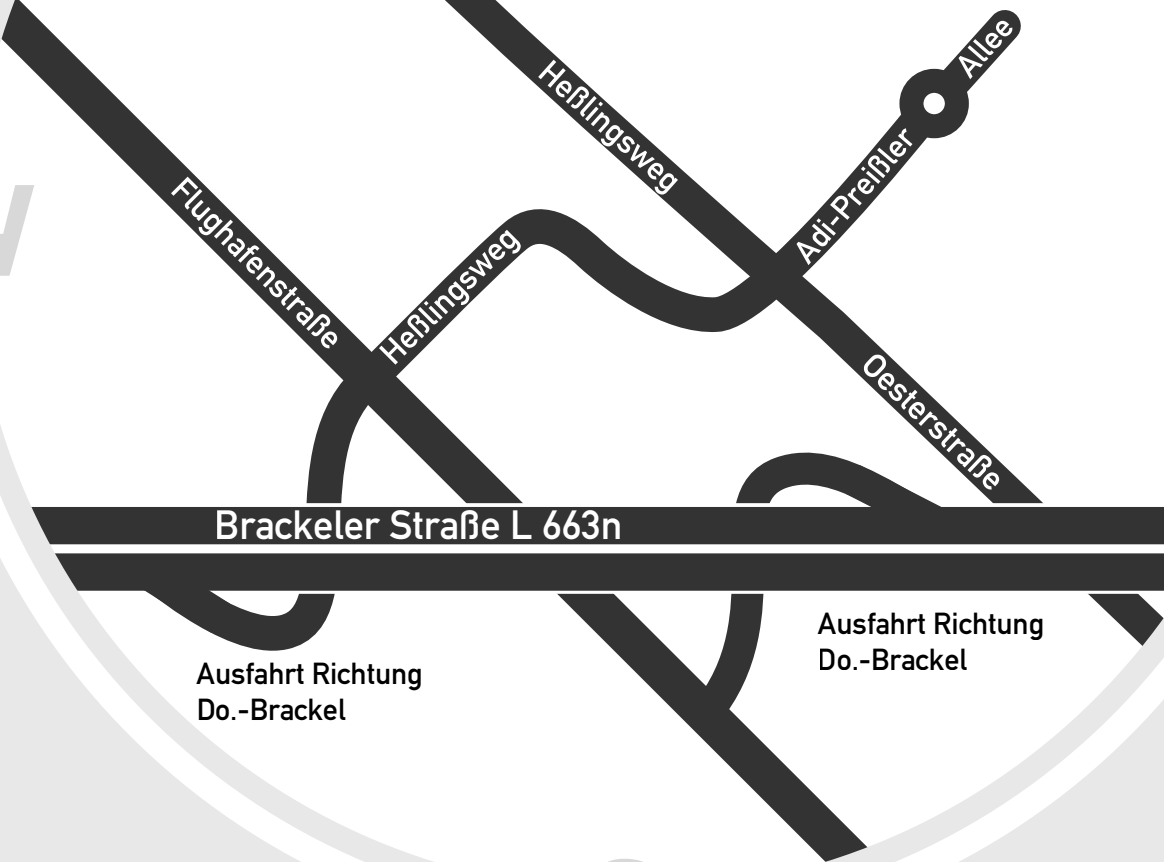 Allee
Heßlingsweg
Adi-Preißler
Flughafenstraße
Heßlingsweg
Oesterstraße
Brackeler Straße L 663n
Ausfahrt Richtung
Do.-Brackel
Ausfahrt Richtung
Do.-Brackel